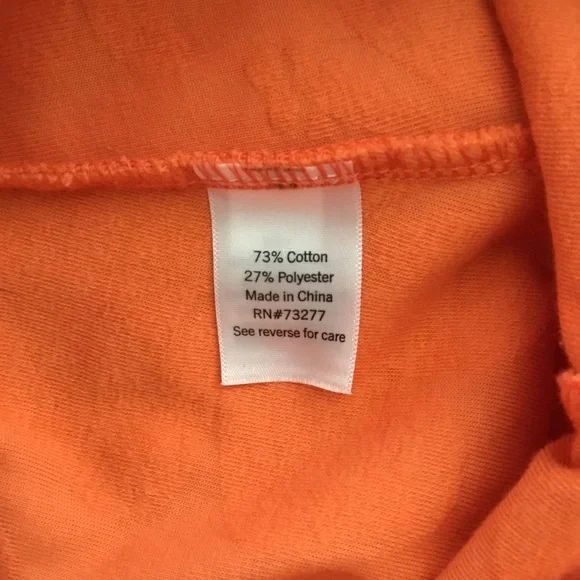 73% Cotton
27% Polyester
Made in China
RN#73277
See reverse for care